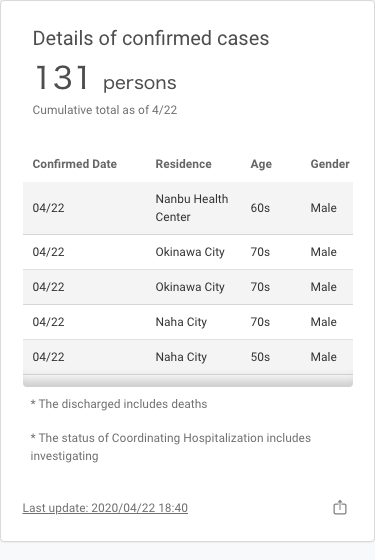 Details of confirmed cases
131 persons
Cumulative total as of 4/22
Confirmed Date Residence Age Gender
04/22 Nanbu Health Center 60s Male
04/22 Okinawa City 70s Male
04/22 Okinawa City 70s Male
04/22 Naha City 70s Male
04/22 Naha City 50s Male
* The discharged includes deaths
* The status of Coordinating Hospitalization includes
investigating
Last update: 2020/04/22 18:40